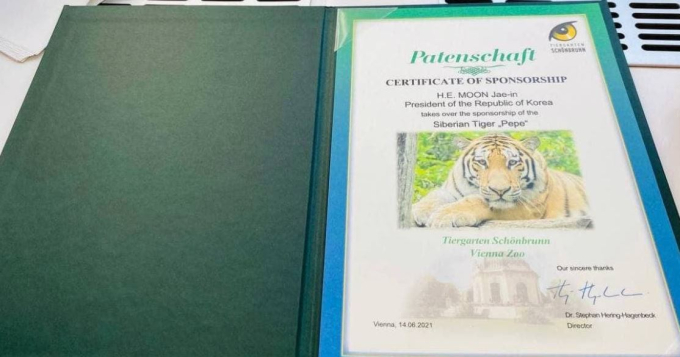 TIERGARTEN
SCHÖNBRUNN
Patenschaft
CERTIFICATE OF SPONSORSHIP
H.E. MOON Jae-in
President of the Republic of Korea
takes over the sponsorship of the
Siberian Tiger „Pepe“
Tiergarten Schönbrunn
Vienna Zoo
Our sincere thanks
Dr. Stephan Hering-Hagenbeck
Vienna, 14.06.2021
Director